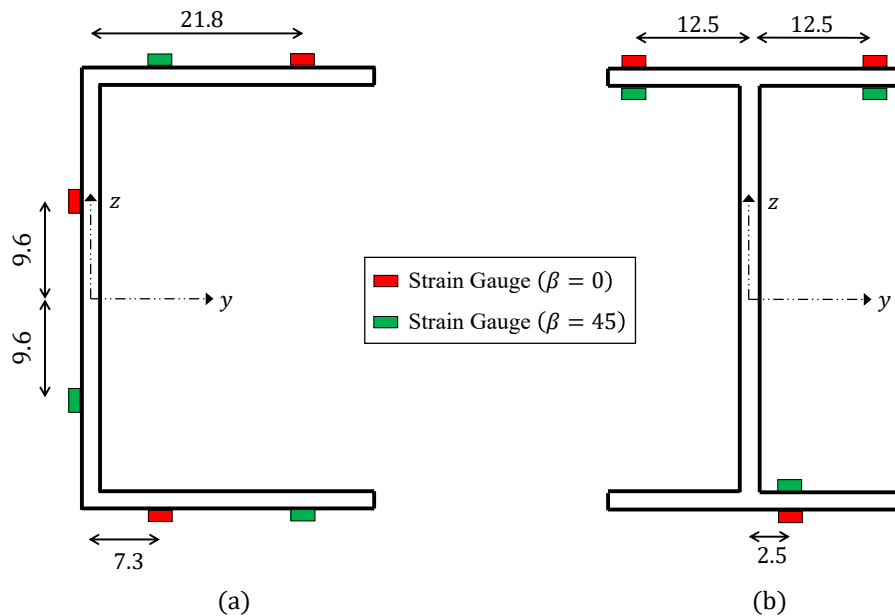 21.8
12.5 12.5
z
z
9.6
y
y
9.6
Strain Gauge (β = 0)
Strain Gauge (β = 45)
7.3
2.5
(a)
(b)